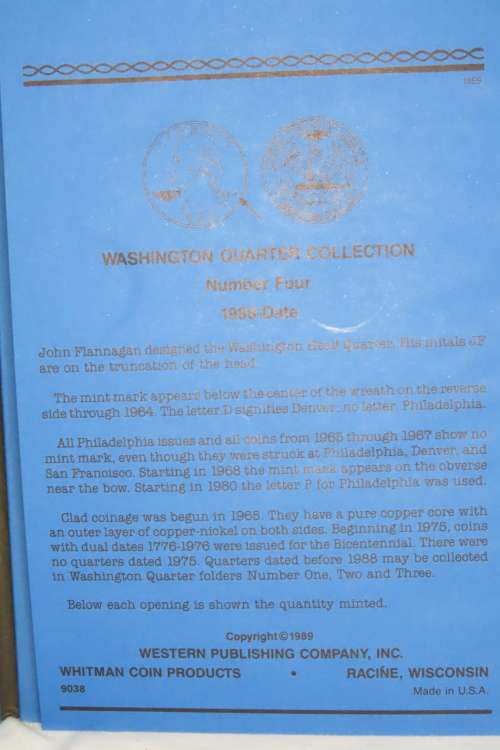 WASHINGTON QUARTER COLLECTION
Number Four
1988-Date
John Flannagan designed the Washington Head Quarter. His initals JF
are on the truncation of the head.
The mint mark appears below the center of the wreath on the reverse
side through 1964. The letter D signifies Denver; no letter, Philadelphia.
All Philadelphia issues and all coins from 1965 through 1967 show no
mint mark, even though they were struck at Philadelphia, Denver, and
San Francisco. Starting in 1968 the mint mark appears on the obverse
near the bow. Starting in 1980 the letter P for Philadelphia was used.
Clad coinage was begun in 1965. They have a pure copper core with
an outer layer of copper-nickel on both sides. Beginning in 1975, coins
with dual dates 1776-1976 were issued for the Bicentennial. There were
no quarters dated 1975. Quarters dated before 1988 may be collected
in Washington Quarter folders Number One, Two and Three.
Below each opening is shown the quantity minted.
Copyright © 1989
WESTERN PUBLISHING COMPANY, INC.
WHITMAN COIN PRODUCTS • RACINE, WISCONSIN
9038 Made in U.S.A.